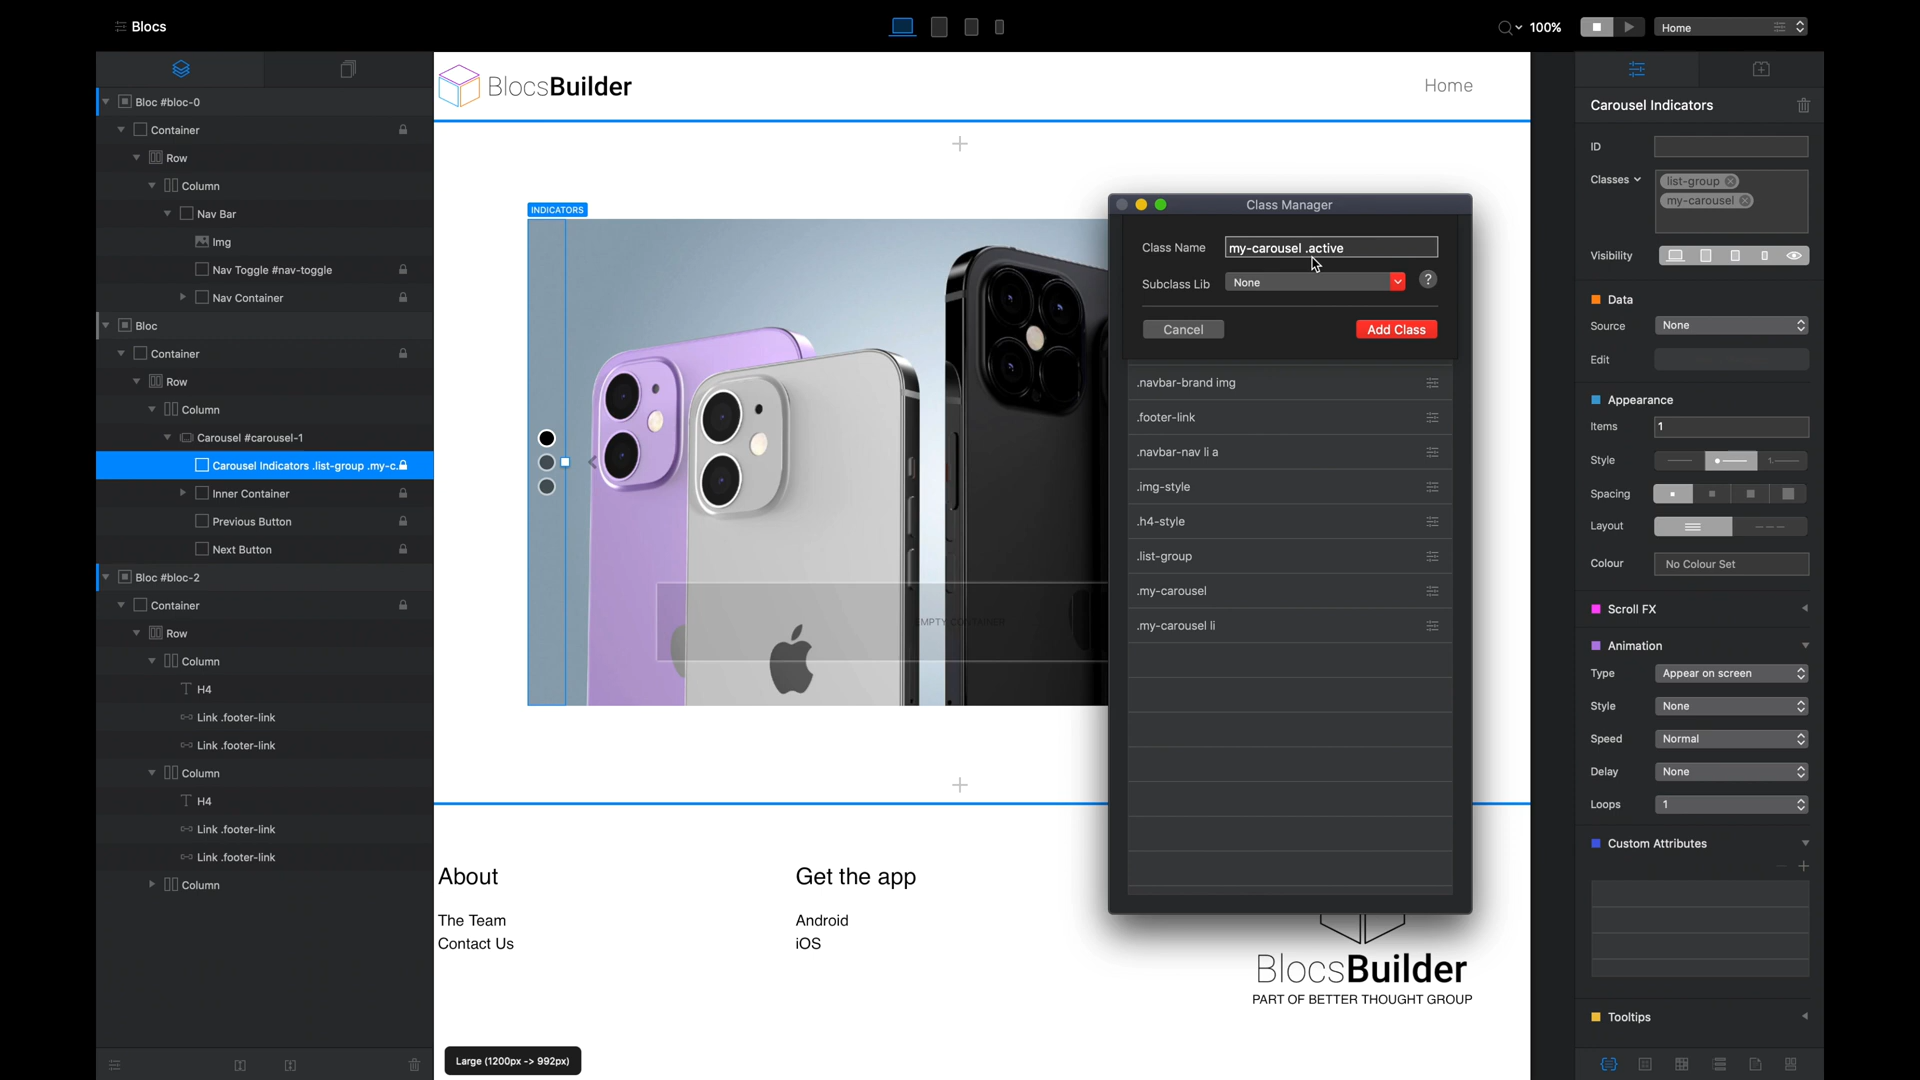 Blocs
100%
Home
Bloc #bloc-0
Container
Row
Column
Nav Bar
Img
Nav Toggle #nav-toggle
Nav Container
Bloc
Container
Row
Column
Carousel #carousel-1
Carousel Indicators .list-group .my-c.
Inner Container
Previous Button
Next Button
Bloc #bloc-2
Container
Row
Column
H4
Link .footer-link
Link .footer-link
Column
H4
Link .footer-link
Link .footer-link
Column
BlocsBuilder
Home
INDICATORS
EMPTY CONTAINER
About
The Team
Contact Us
Get the app
Android
iOS
BlocsBuilder
PART OF BETTER THOUGHT GROUP
Large (1200px -> 992px)
Class Manager
Class Name
my-carousel .active
Subclass Lib
None
?
Cancel
Add Class
.navbar-brand img
.footer-link
.navbar-nav li a
.img-style
.h4-style
.list-group
.my-carousel
.my-carousel li
Carousel Indicators
ID
Classes
list-group
my-carousel
Visibility
Data
Source
None
Edit
Appearance
Items
1
Style
Spacing
Layout
Colour
No Colour Set
Scroll FX
Animation
Type
Appear on screen
Style
None
Speed
Normal
Delay
None
Loops
1
Custom Attributes
Tooltips